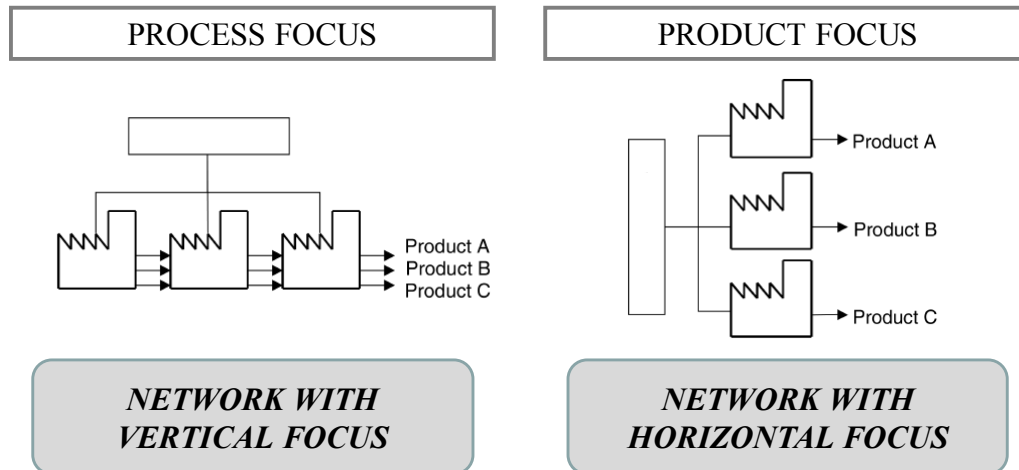 PROCESS FOCUS
PRODUCT FOCUS
Product A
Product B
Product C
Product A
Product B
Product C
NETWORK WITH
VERTICAL FOCUS
NETWORK WITH
HORIZONTAL FOCUS